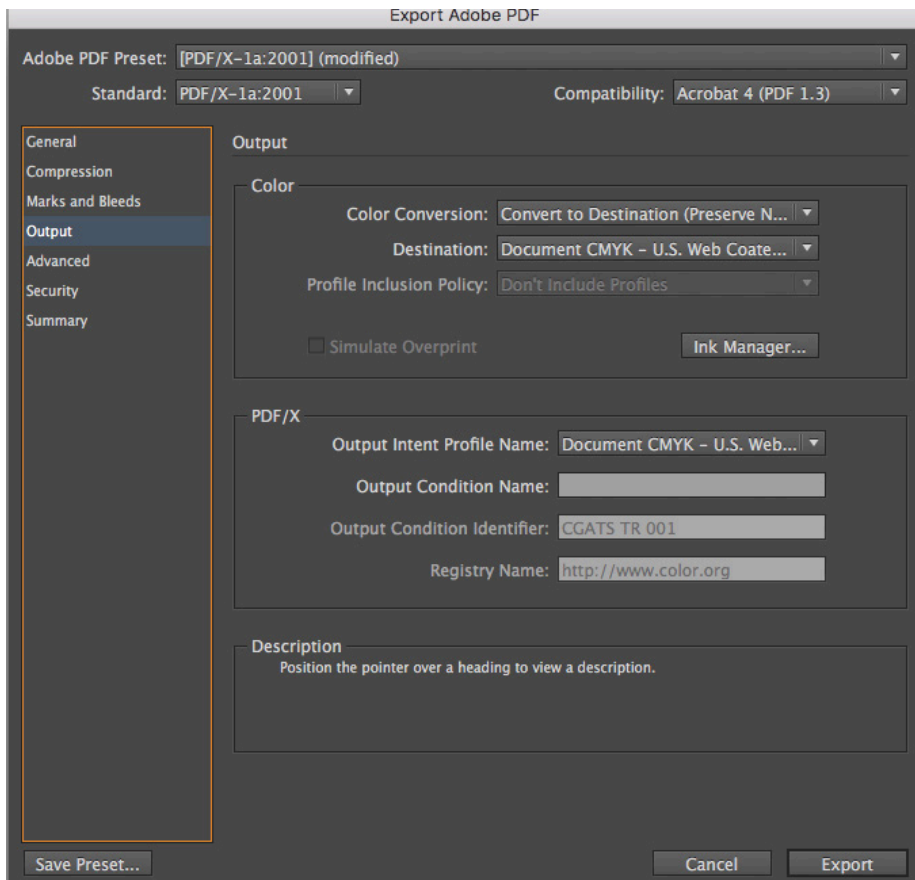 Export Adobe PDF
Adobe PDF Preset: [PDF/X-1a:2001] (modified)
Standard: PDF/X-1a:2001 Compatibility: Acrobat 4 (PDF 1.3)
General
Compression
Marks and Bleeds
Output
Advanced
Security
Summary
Output
Color
Color Conversion: Convert to Destination (Preserve N...
Destination: Document CMYK – U.S. Web Coate...
Profile Inclusion Policy: Don't Include Profiles
Simulate Overprint Ink Manager...
PDF/X
Output Intent Profile Name: Document CMYK – U.S. Web...
Output Condition Name:
Output Condition Identifier: CGATS TR 001
Registry Name: http://www.color.org
Description
Position the pointer over a heading to view a description.
Save Preset... Cancel Export